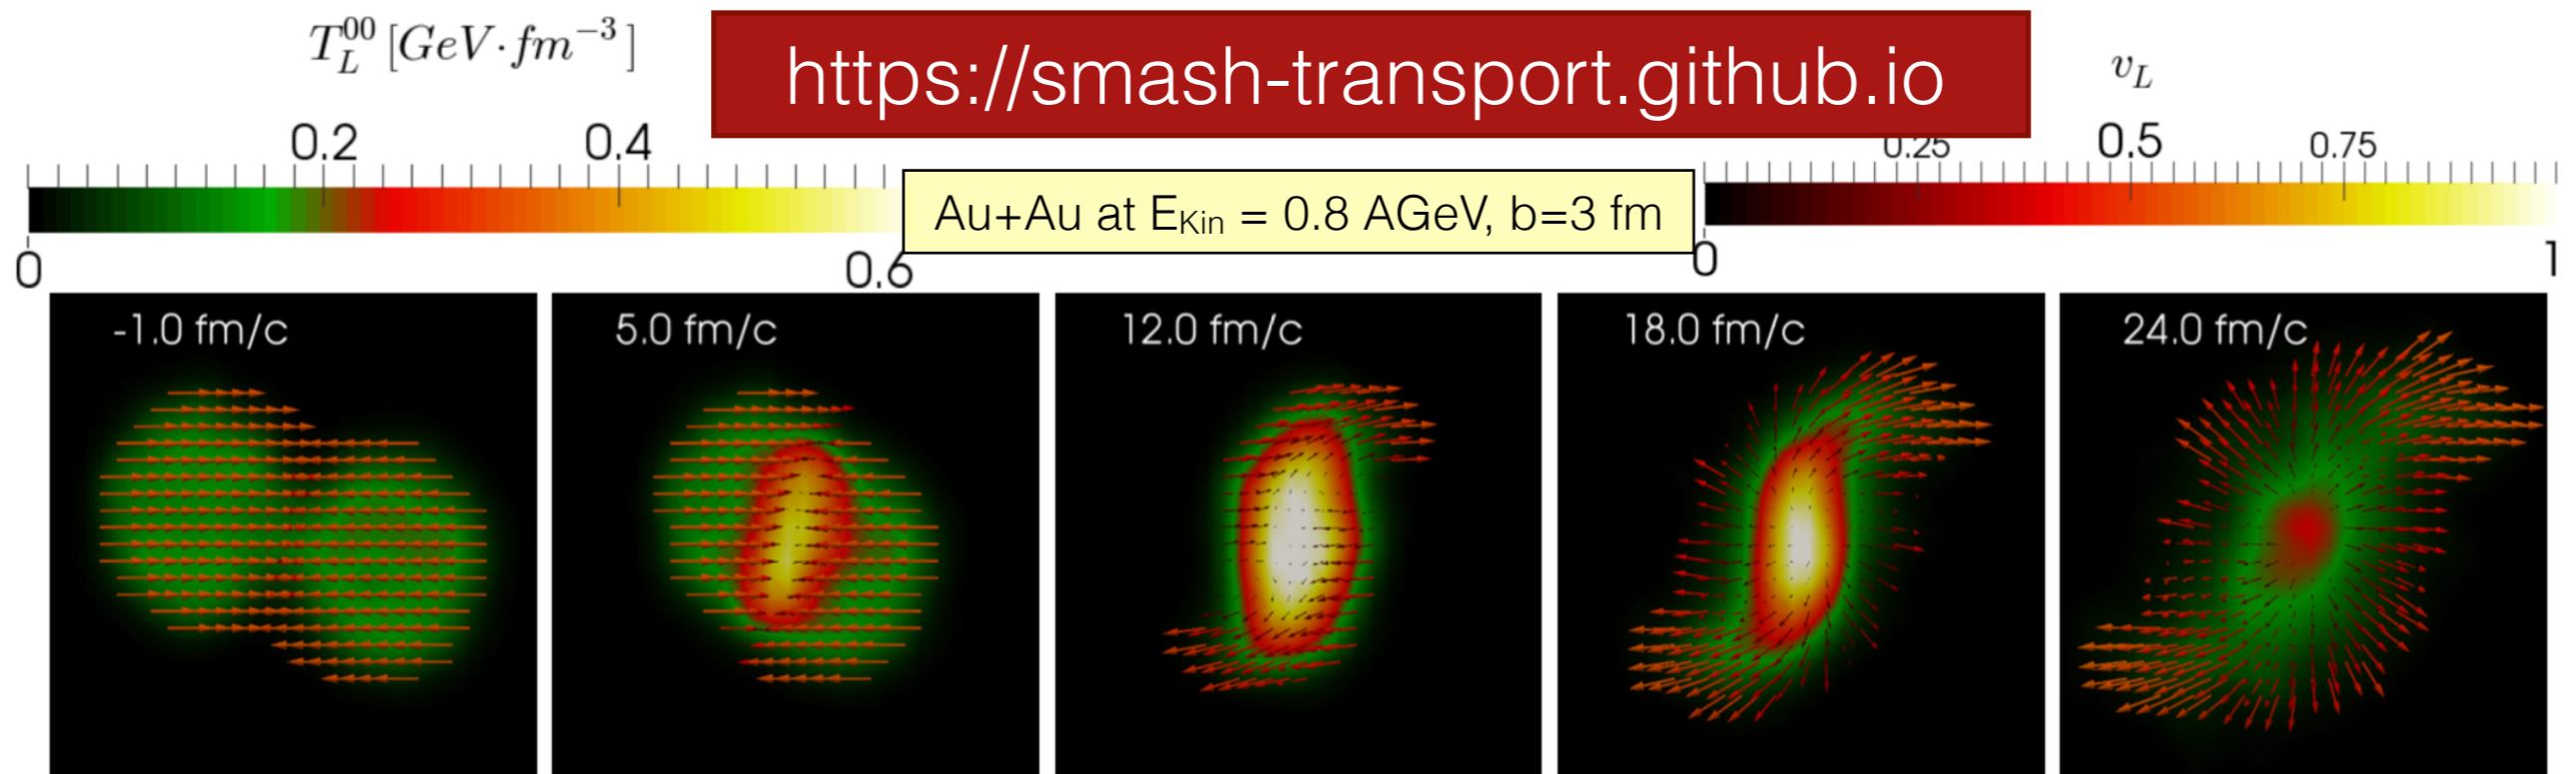 T_L^00 [GeV·fm^−3]
https://smash-transport.github.io
v_L
0.2 0.4
0.25 0.5 0.75
Au+Au at E_Kin = 0.8 AGeV, b=3 fm
0 0.6
0 1
-1.0 fm/c
5.0 fm/c
12.0 fm/c
18.0 fm/c
24.0 fm/c